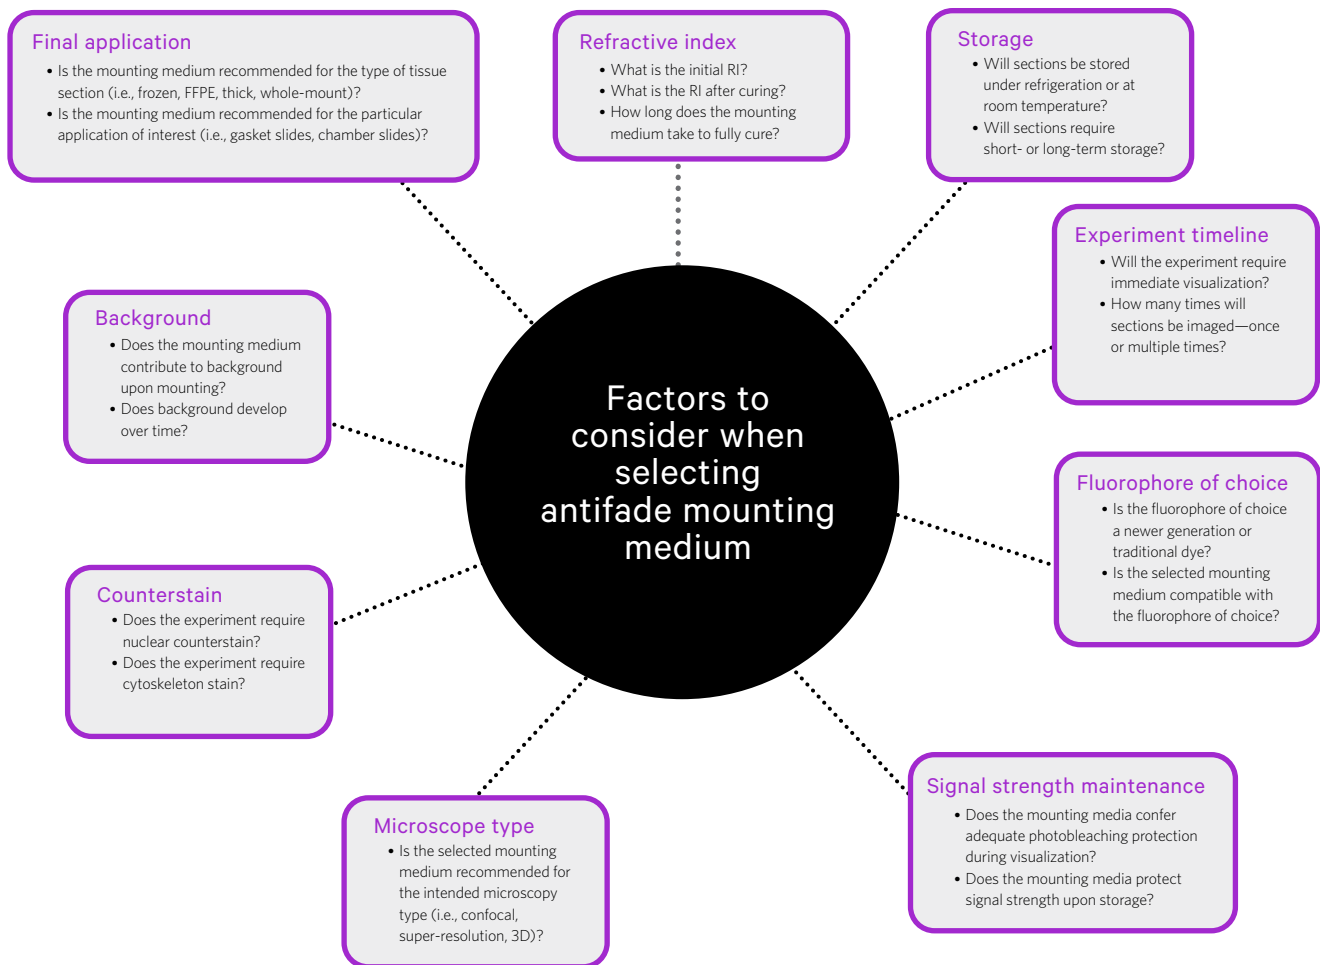 Final application
• Is the mounting medium recommended for the type of tissue
section (i.e., frozen, FFPE, thick, whole-mount)?
• Is the mounting medium recommended for the particular
application of interest (i.e., gasket slides, chamber slides)?
Refractive index
• What is the initial RI?
• What is the RI after curing?
• How long does the mounting
medium take to fully cure?
Storage
• Will sections be stored
under refrigeration or at
room temperature?
• Will sections require
short- or long-term storage?
Experiment timeline
• Will the experiment require
immediate visualization?
• How many times will
sections be imaged—once
or multiple times?
Background
• Does the mounting medium
contribute to background
upon mounting?
• Does background develop
over time?
Factors to
consider when
selecting
antifade mounting
medium
Fluorophore of choice
• Is the fluorophore of choice
a newer generation or
traditional dye?
• Is the selected mounting
medium compatible with
the fluorophore of choice?
Counterstain
• Does the experiment require
nuclear counterstain?
• Does the experiment require
cytoskeleton stain?
Microscope type
• Is the selected mounting
medium recommended for
the intended microscopy
type (i.e., confocal,
super-resolution, 3D)?
Signal strength maintenance
• Does the mounting media confer
adequate photobleaching protection
during visualization?
• Does the mounting media protect
signal strength upon storage?